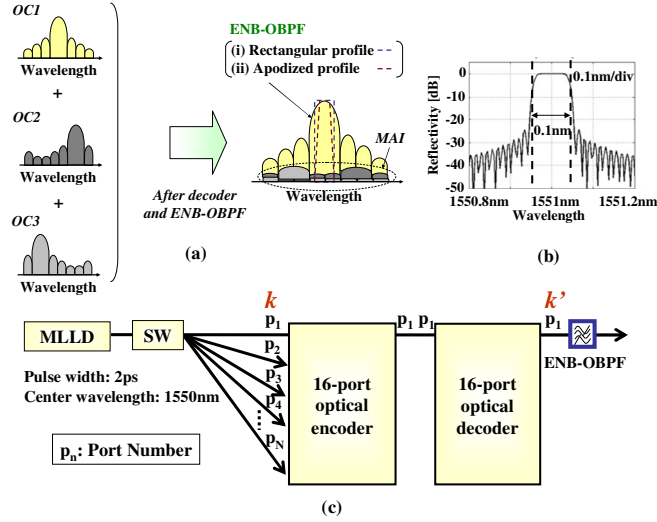 OC1
Wavelength
+
OC2
Wavelength
+
OC3
Wavelength
ENB-OBPF
(i) Rectangular profile
(ii) Apodized profile
MAI
After decoder
and ENB-OBPF
Wavelength
(a)
Reflectivity [dB]
0
-10
-20
-30
-40
-50
0.1nm/div
0.1nm
1550.8nm 1551nm 1551.2nm
Wavelength
(b)
MLLD
SW
Pulse width: 2ps
Center wavelength: 1550nm
pn: Port Number
k
p1
p2
p3
p4
pN
16-port
optical
encoder
p1 p1
16-port
optical
decoder
k’
p1
ENB-OBPF
(c)